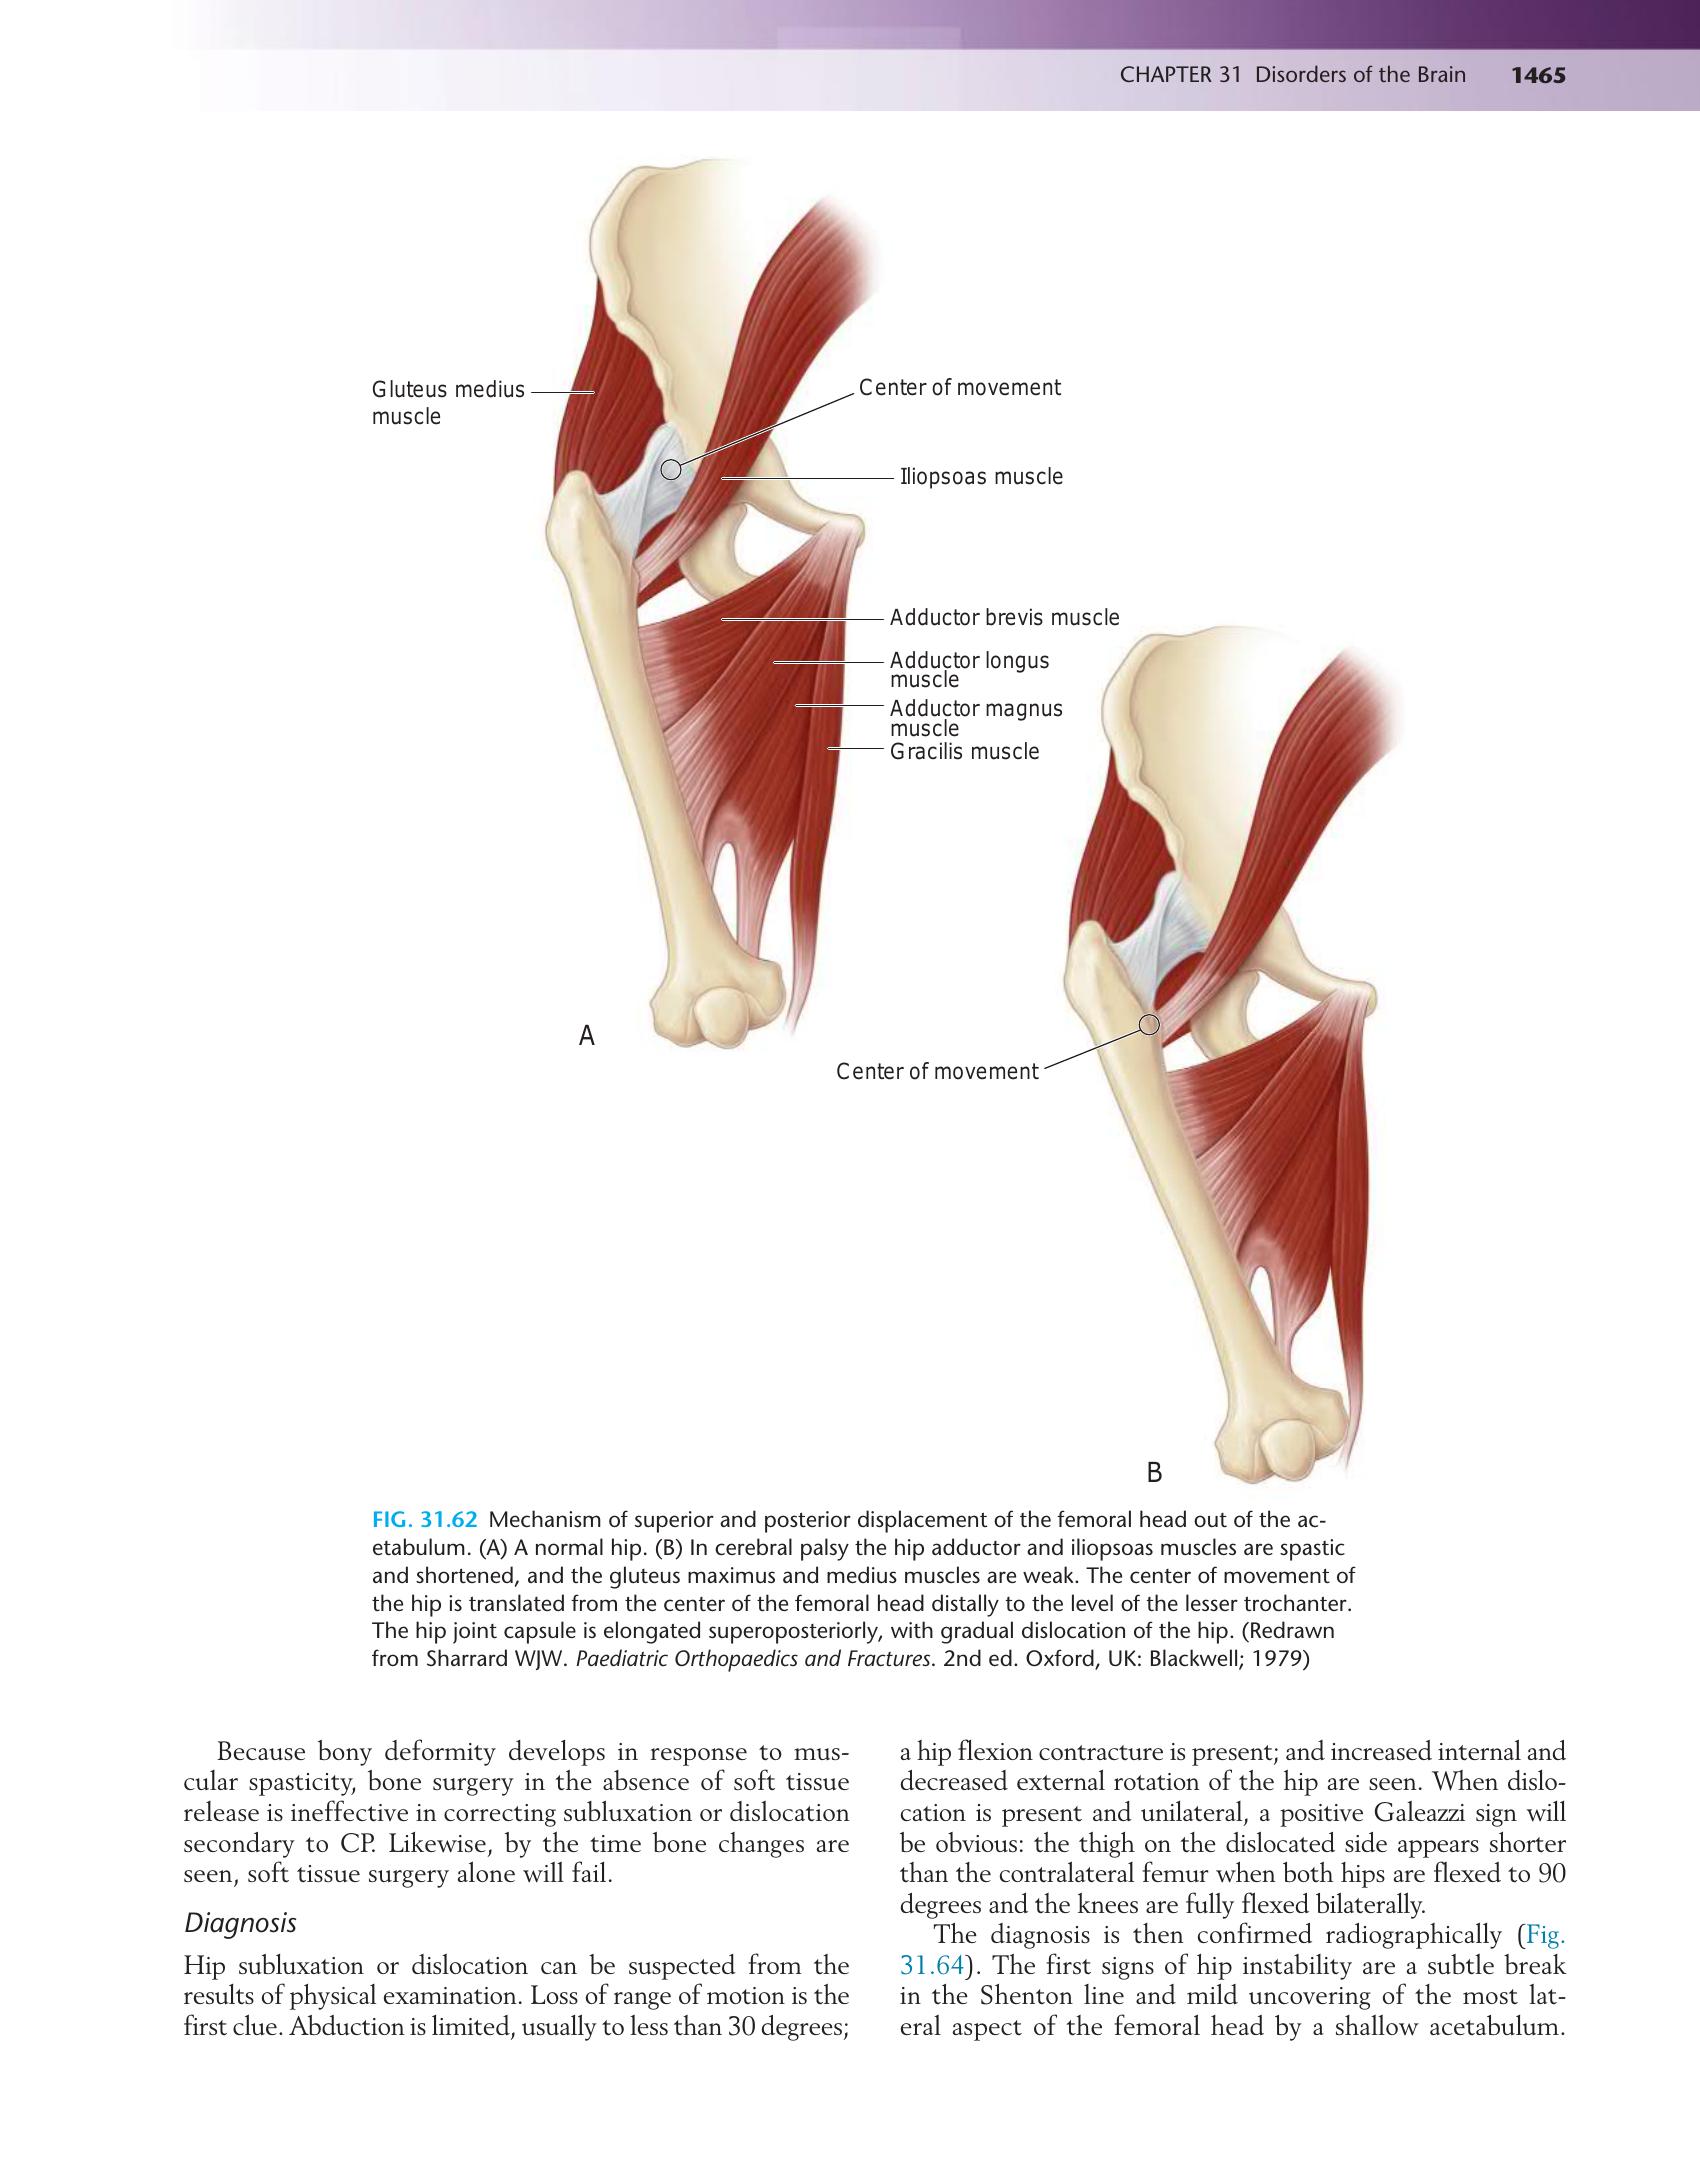 CHAPTER 31 Disorders of the Brain 1465
Gluteus medius
muscle
Center of movement
Iliopsoas muscle
Adductor brevis muscle
Adductor longus
muscle
Adductor magnus
muscle
Gracilis muscle
A
Center of movement
B
FIG. 31.62 Mechanism of superior and posterior displacement of the femoral head out of the ac-
etabulum. (A) A normal hip. (B) In cerebral palsy the hip adductor and iliopsoas muscles are spastic
and shortened, and the gluteus maximus and medius muscles are weak. The center of movement of
the hip is translated from the center of the femoral head distally to the level of the lesser trochanter.
The hip joint capsule is elongated superoposteriorly, with gradual dislocation of the hip. (Redrawn
from Sharrard WJW. Paediatric Orthopaedics and Fractures. 2nd ed. Oxford, UK: Blackwell; 1979)
Because bony deformity develops in response to mus-
cular spasticity, bone surgery in the absence of soft tissue
release is ineffective in correcting subluxation or dislocation
secondary to CP. Likewise, by the time bone changes are
seen, soft tissue surgery alone will fail.
Diagnosis
Hip subluxation or dislocation can be suspected from the
results of physical examination. Loss of range of motion is the
first clue. Abduction is limited, usually to less than 30 degrees;
a hip flexion contracture is present; and increased internal and
decreased external rotation of the hip are seen. When dislo-
cation is present and unilateral, a positive Galeazzi sign will
be obvious: the thigh on the dislocated side appears shorter
than the contralateral femur when both hips are flexed to 90
degrees and the knees are fully flexed bilaterally.
The diagnosis is then confirmed radiographically (Fig.
31.64). The first signs of hip instability are a subtle break
in the Shenton line and mild uncovering of the most lat-
eral aspect of the femoral head by a shallow acetabulum.